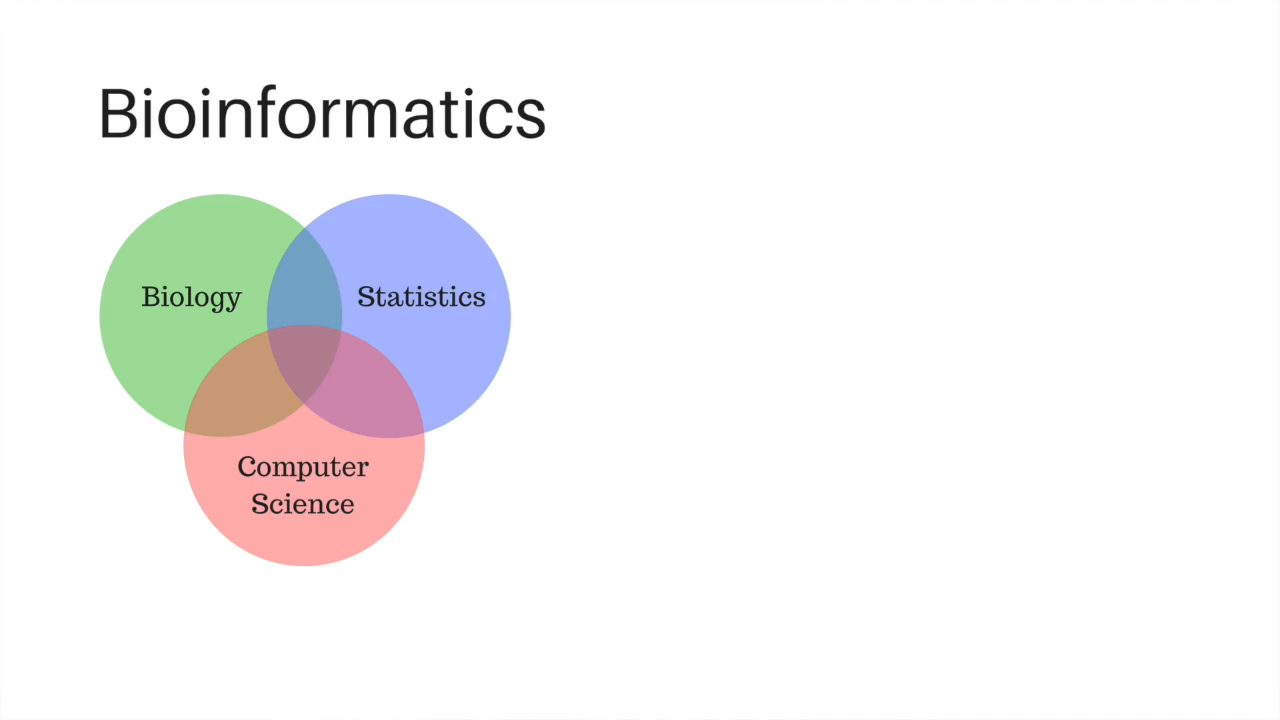 Bioinformatics
Biology
Statistics
Computer
Science